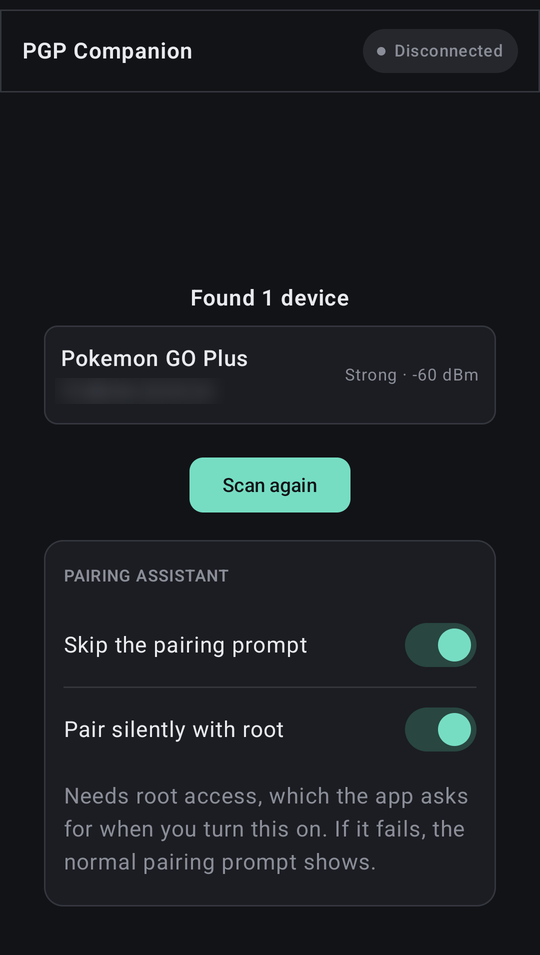 PGP Companion
Disconnected
Found 1 device
Pokemon GO Plus
Strong · -60 dBm
Scan again
PAIRING ASSISTANT
Skip the pairing prompt
Pair silently with root
Needs root access, which the app asks
for when you turn this on. If it fails, the
normal pairing prompt shows.